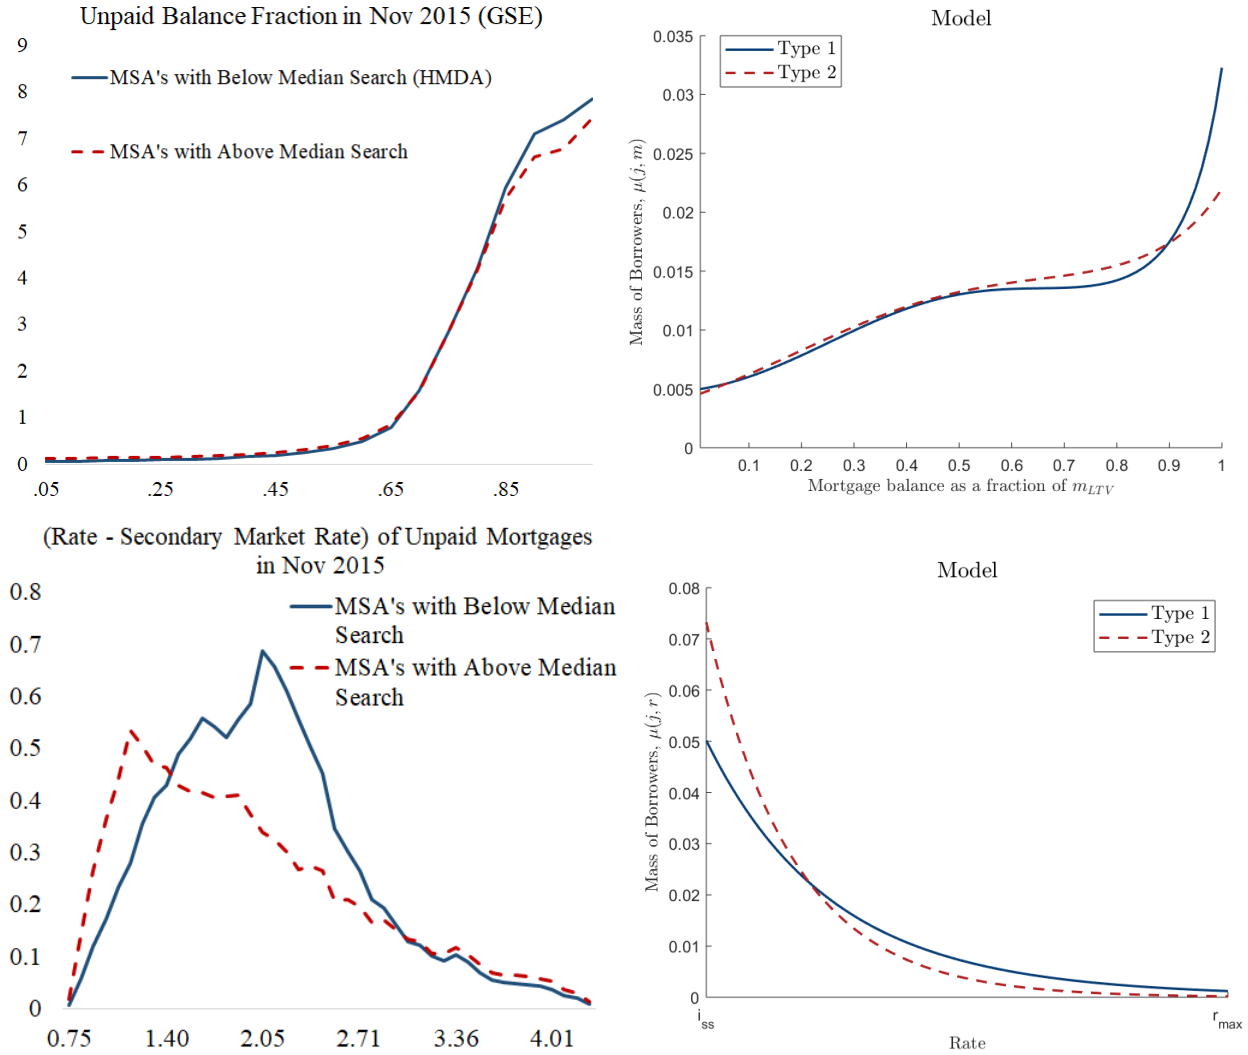 Unpaid Balance Fraction in Nov 2015 (GSE)
9
8
7
6
5
4
3
2
1
0
MSA's with Below Median Search (HMDA)
MSA's with Above Median Search
.05 .25 .45 .65 .85
Model
0.035
0.03
0.025
0.02
0.015
0.01
0.005
0
Type 1
Type 2
Mass of Borrowers, μ(j, m)
0.1 0.2 0.3 0.4 0.5 0.6 0.7 0.8 0.9 1
Mortgage balance as a fraction of m_LTV
(Rate - Secondary Market Rate) of Unpaid Mortgages
in Nov 2015
0.8
0.7
0.6
0.5
0.4
0.3
0.2
0.1
0
MSA's with Below Median
Search
MSA's with Above Median
Search
0.75 1.40 2.05 2.71 3.36 4.01
Model
0.08
0.07
0.06
0.05
0.04
0.03
0.02
0.01
0
Type 1
Type 2
Mass of Borrowers, μ(j, r)
i_ss r_max
Rate